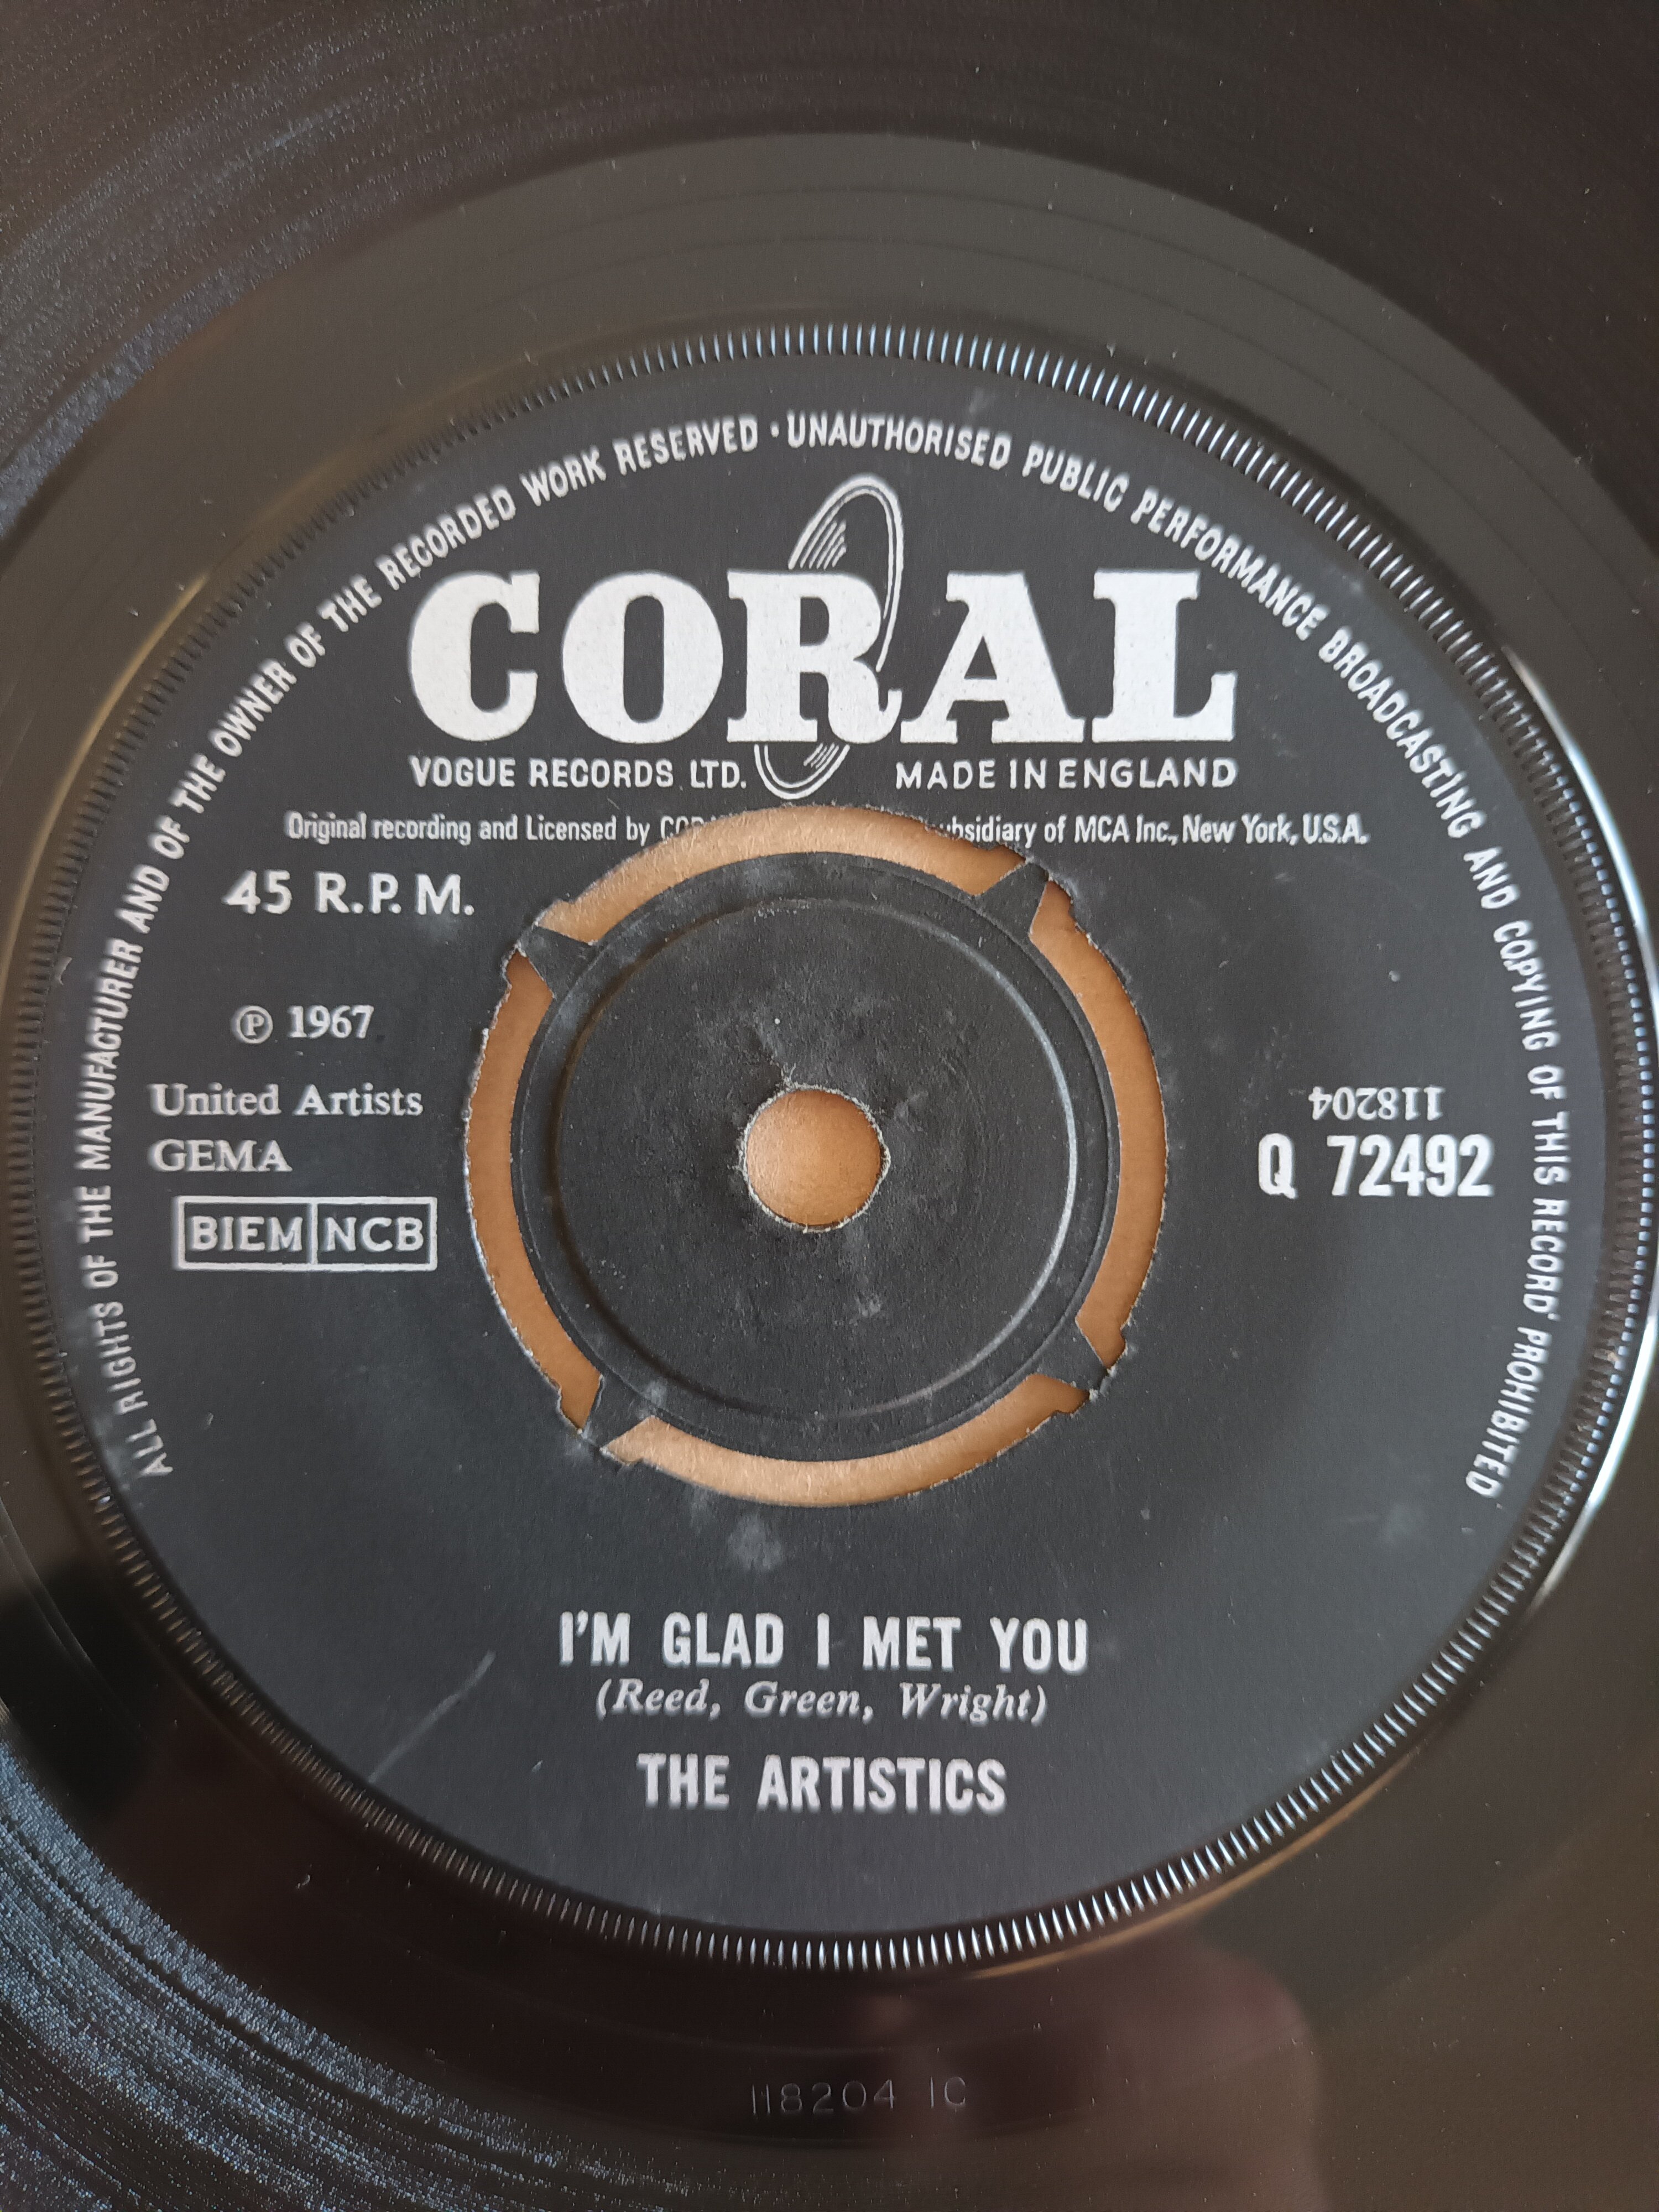 ALL RIGHTS OF THE MANUFACTURER AND OF THE OWNER OF THE RECORDED WORK RESERVED · UNAUTHORISED PUBLIC PERFORMANCE BROADCASTING AND COPYING OF THIS RECORD PROHIBITED
CORAL
VOGUE RECORDS LTD. MADE IN ENGLAND
Original recording and Licensed by of MCA Inc., New York, U.S.A.
45 R.P.M.
℗ 1967
United Artists
GEMA
BIEM NCB
118204
Q 72492
I'M GLAD I MET YOU
(Reed, Green, Wright)
THE ARTISTICS
118204 1C